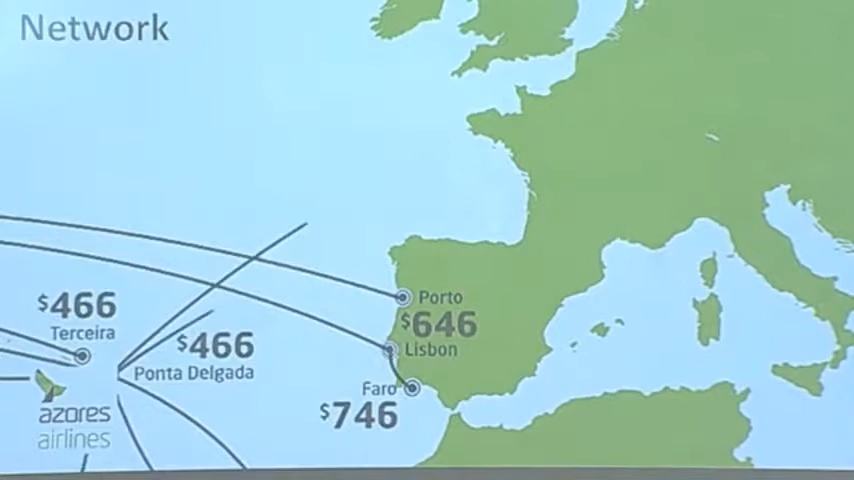 Network
Porto
$646
Lisbon
Faro
$746
$466
Terceira
$466
Ponta Delgada
azores
airlines